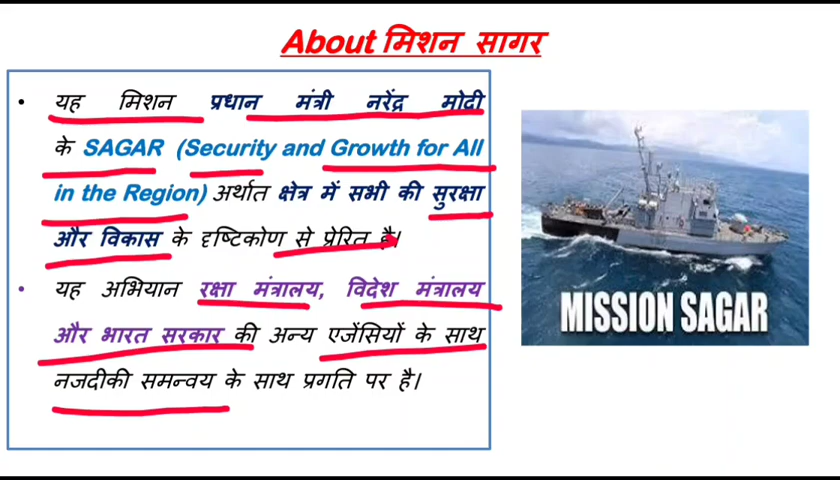 About मिशन सागर
• यह मिशन प्रधान मंत्री नरेंद्र मोदी
के SAGAR (Security and Growth for All
in the Region) अर्थात क्षेत्र में सभी की सुरक्षा
और विकास के दृष्टिकोण से प्रेरित है।
• यह अभियान रक्षा मंत्रालय, विदेश मंत्रालय
और भारत सरकार की अन्य एजेंसियों के साथ
नजदीकी समन्वय के साथ प्रगति पर है।
MISSION SAGAR